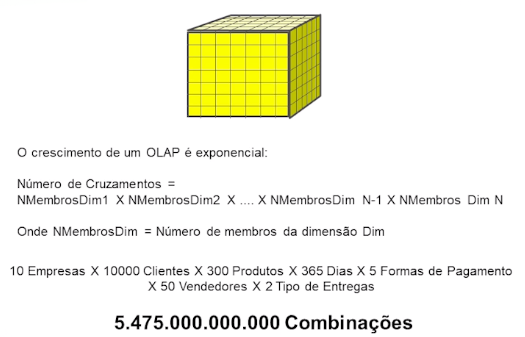 O crescimento de um OLAP é exponencial:
Número de Cruzamentos =
NMembrosDim1 X NMembrosDim2 X .... X NMembrosDim N-1 X NMembros Dim N
Onde NMembrosDim = Número de membros da dimensão Dim
10 Empresas X 10000 Clientes X 300 Produtos X 365 Dias X 5 Formas de Pagamento
X 50 Vendedores X 2 Tipo de Entregas
5.475.000.000.000 Combinações